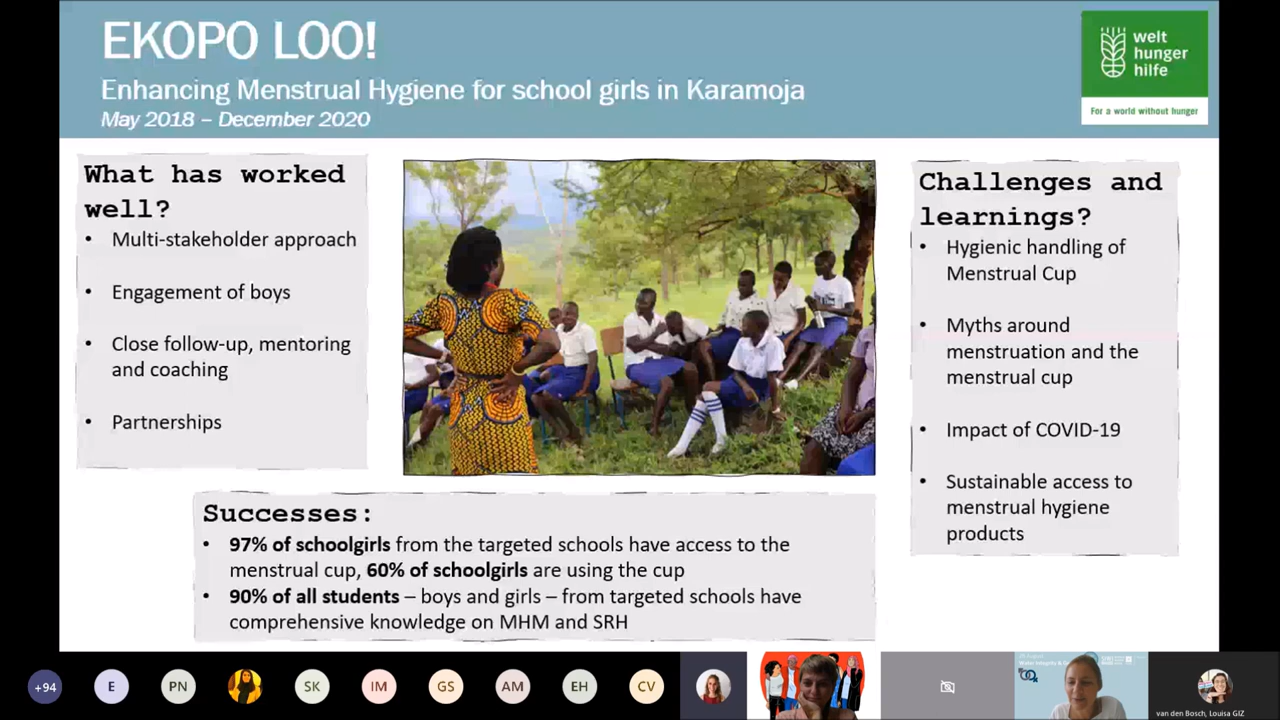 EKOPO LOO!
Enhancing Menstrual Hygiene for school girls in Karamoja
May 2018 – December 2020
welt
hunger
hilfe
For a world without hunger
What has worked
well?
• Multi-stakeholder approach
• Engagement of boys
• Close follow-up, mentoring
and coaching
• Partnerships
Challenges and
learnings?
• Hygienic handling of
Menstrual Cup
• Myths around
menstruation and the
menstrual cup
• Impact of COVID-19
• Sustainable access to
menstrual hygiene
products
Successes:
• 97% of schoolgirls from the targeted schools have access to the
menstrual cup, 60% of schoolgirls are using the cup
• 90% of all students – boys and girls – from targeted schools have
comprehensive knowledge on MHM and SRH
+94
E
PN
SK
IM
GS
AM
EH
CV
van den Bosch, Louisa GIZ